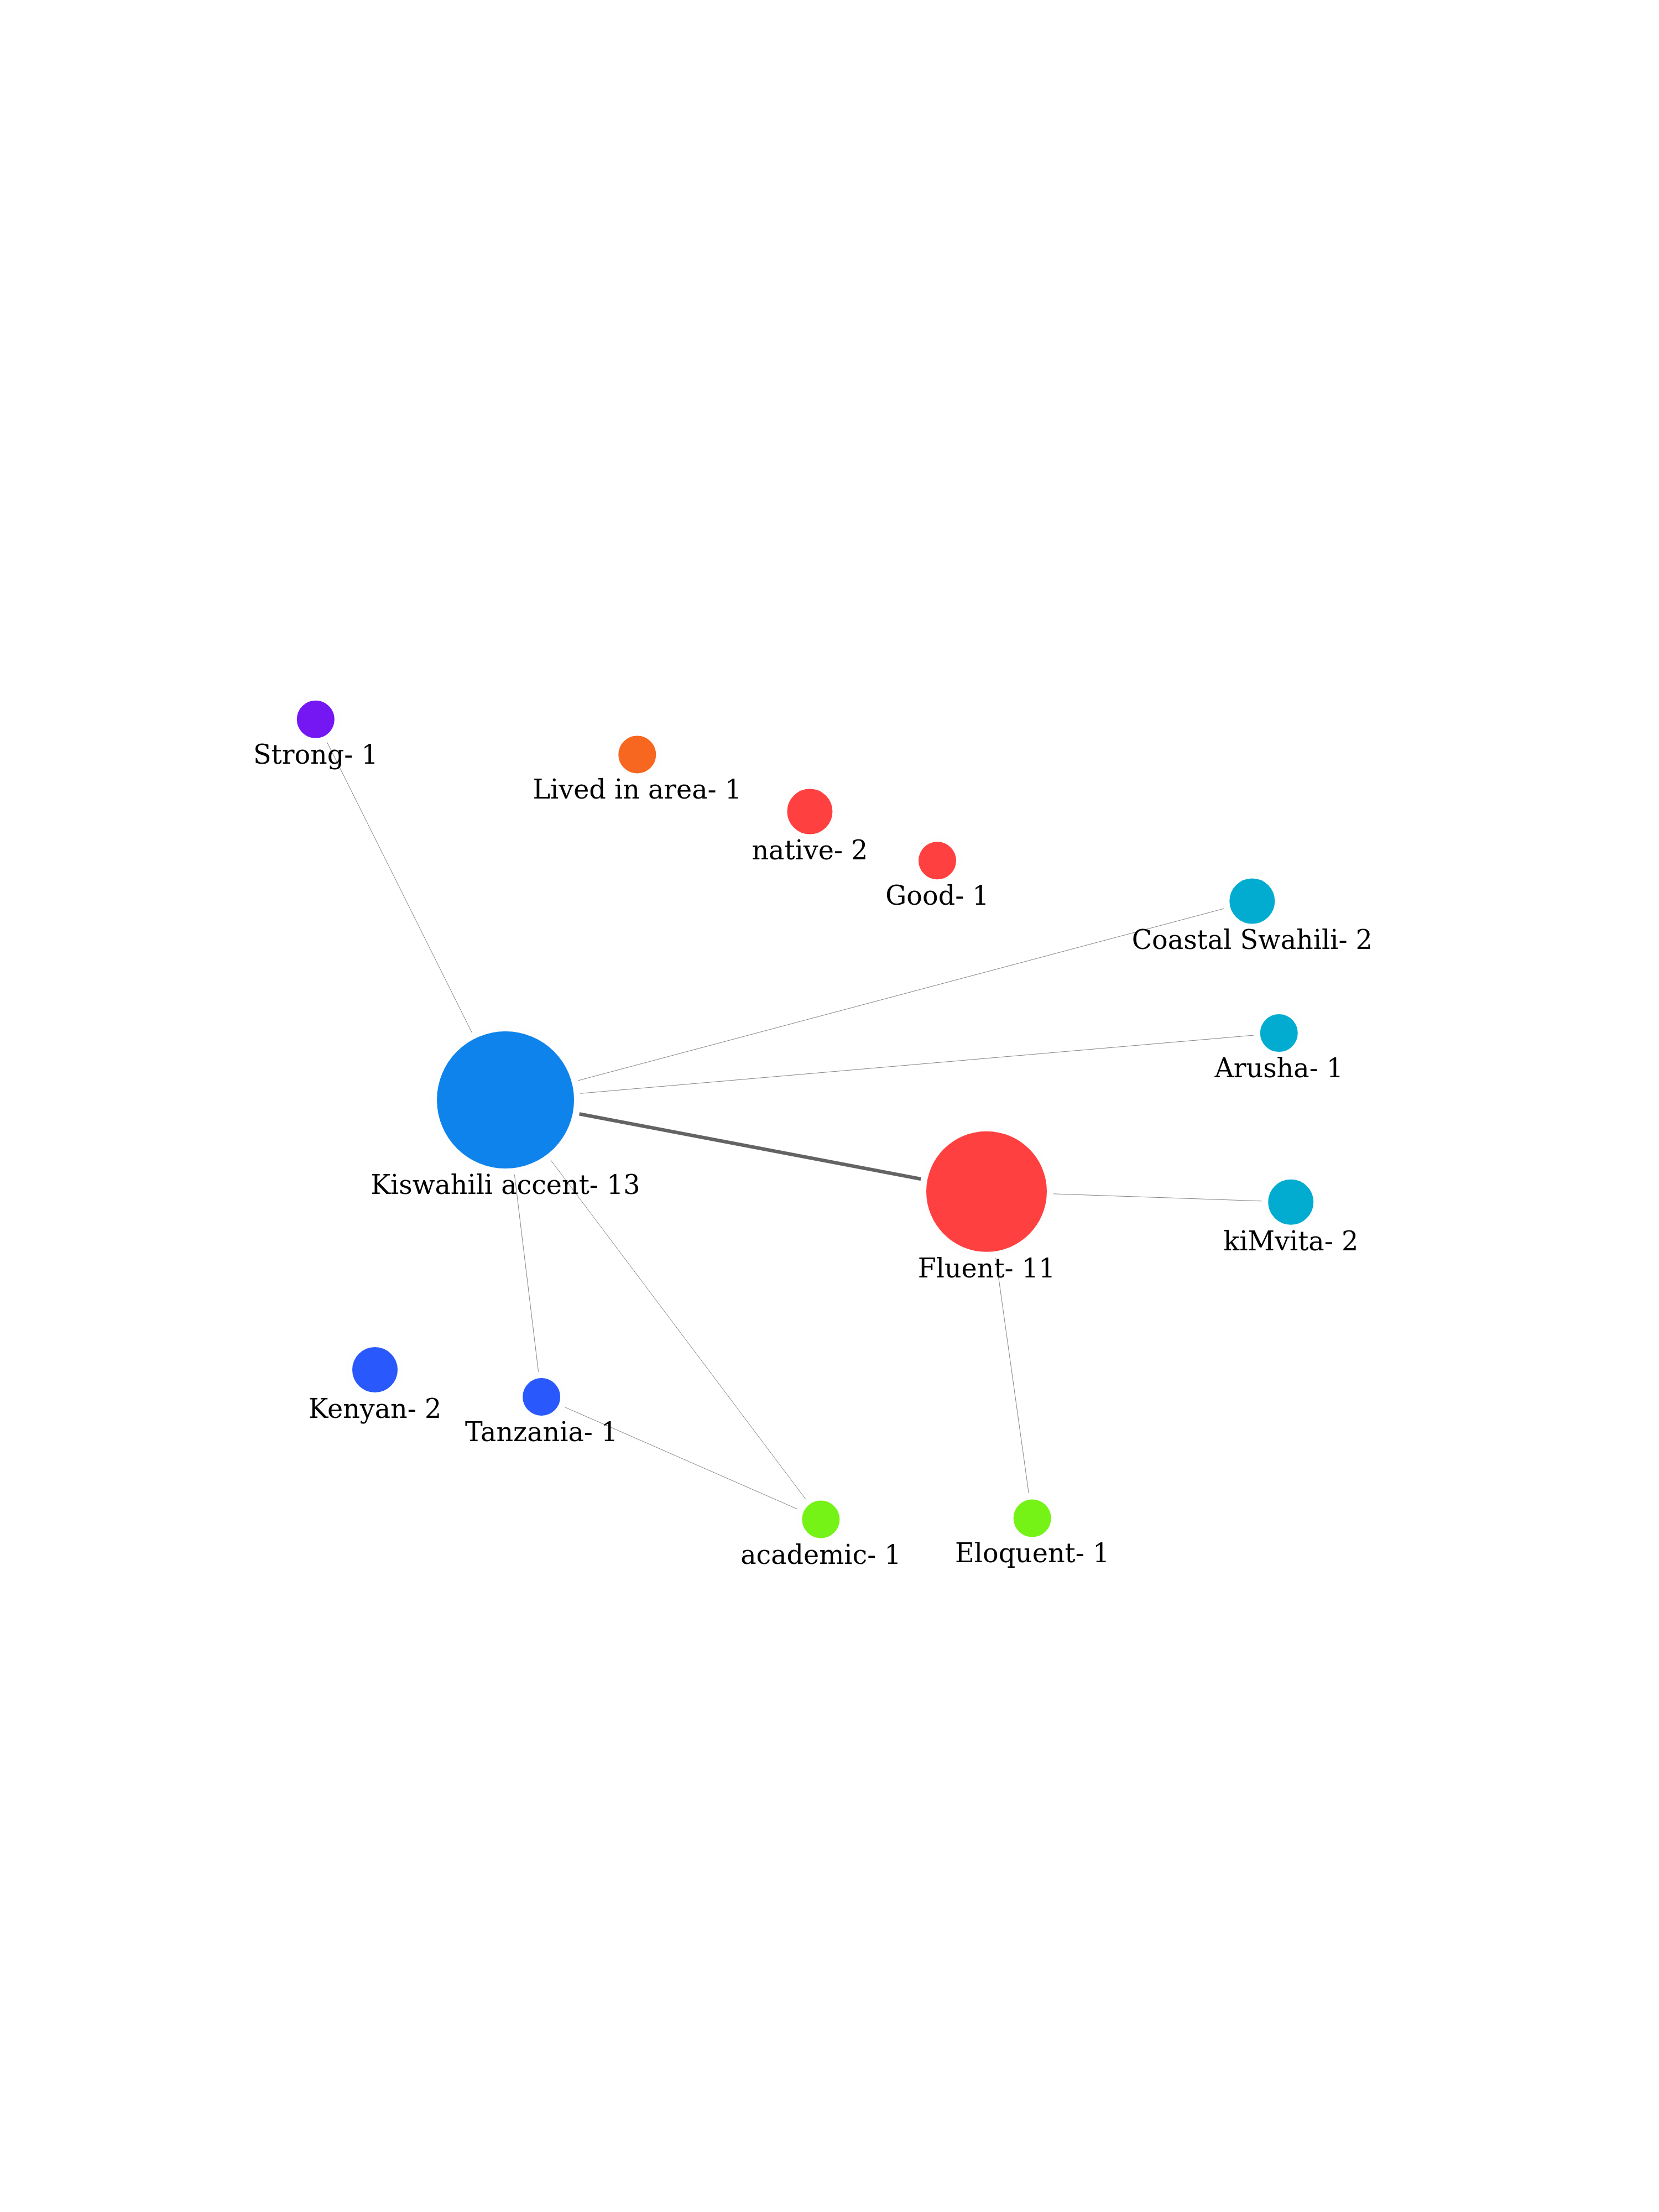 Strong- 1
Lived in area- 1
native- 2
Good- 1
Coastal Swahili- 2
Arusha- 1
Kiswahili accent- 13
kiMvita- 2
Fluent- 11
Kenyan- 2
Tanzania- 1
academic- 1
Eloquent- 1